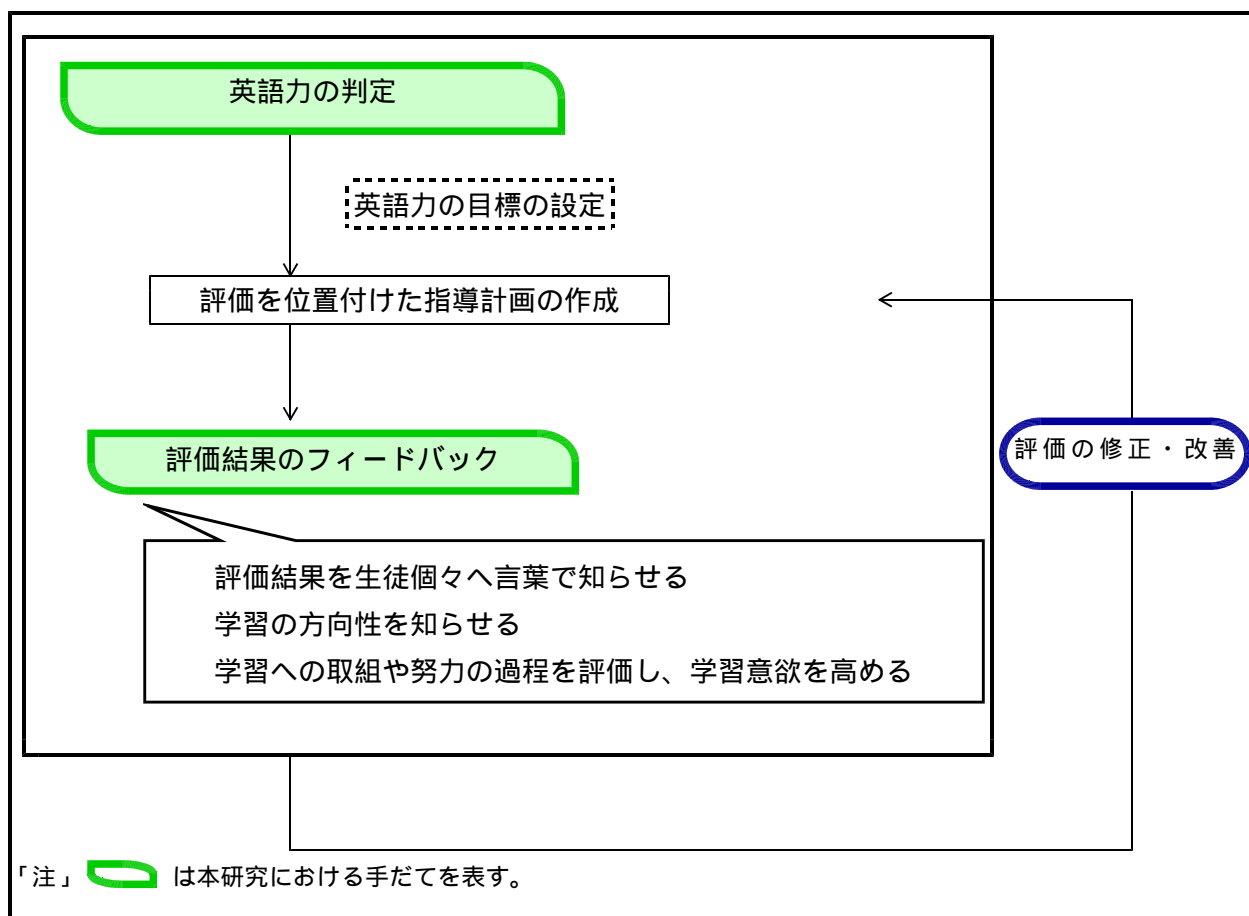 英語力の判定
英語力の目標の設定
評価を位置付けた指導計画の作成
評価結果のフィードバック
評価の修正・改善
評価結果を生徒個々へ言葉で知らせる
学習の方向性を知らせる
学習への取組や努力の過程を評価し、学習意欲を高める
「注」 は本研究における手だてを表す。